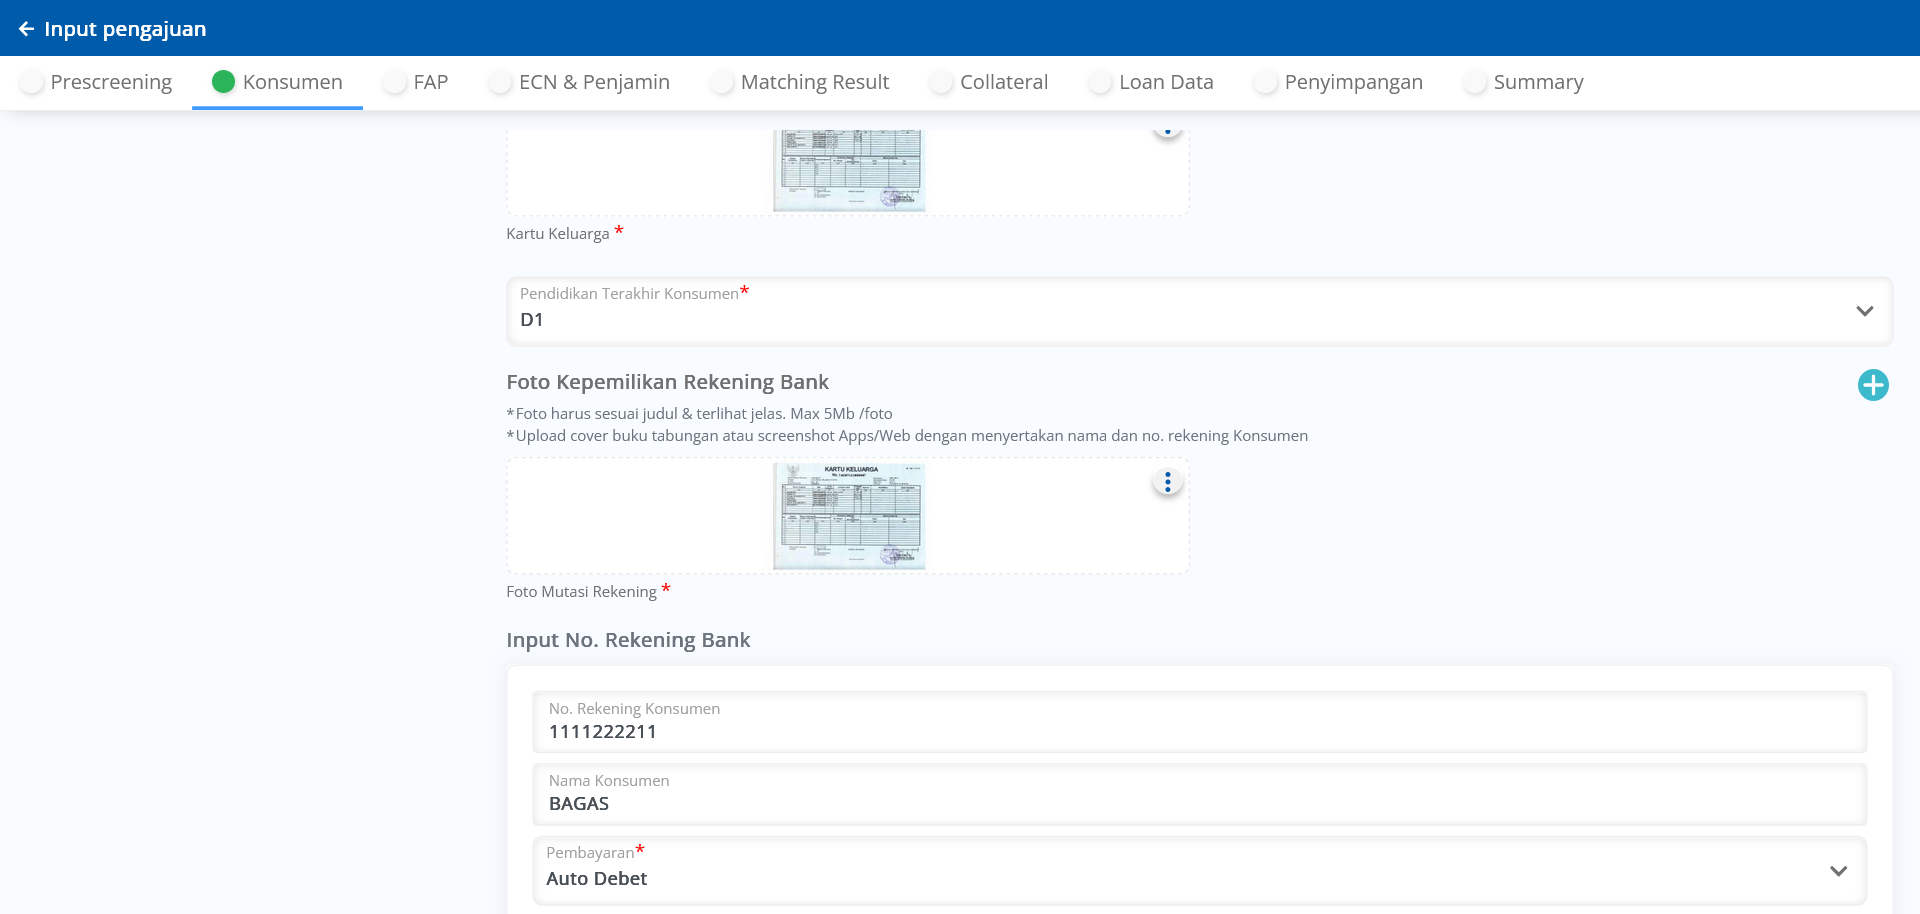 Input pengajuan
Prescreening
Konsumen
FAP
ECN & Penjamin
Matching Result
Collateral
Loan Data
Penyimpangan
Summary
Kartu Keluarga *
Pendidikan Terakhir Konsumen*
D1
Foto Kepemilikan Rekening Bank
*Foto harus sesuai judul & terlihat jelas. Max 5Mb /foto
*Upload cover buku tabungan atau screenshot Apps/Web dengan menyertakan nama dan no. rekening Konsumen
KARTU KELUARGA
Foto Mutasi Rekening *
Input No. Rekening Bank
No. Rekening Konsumen
1111222211
Nama Konsumen
BAGAS
Pembayaran*
Auto Debet